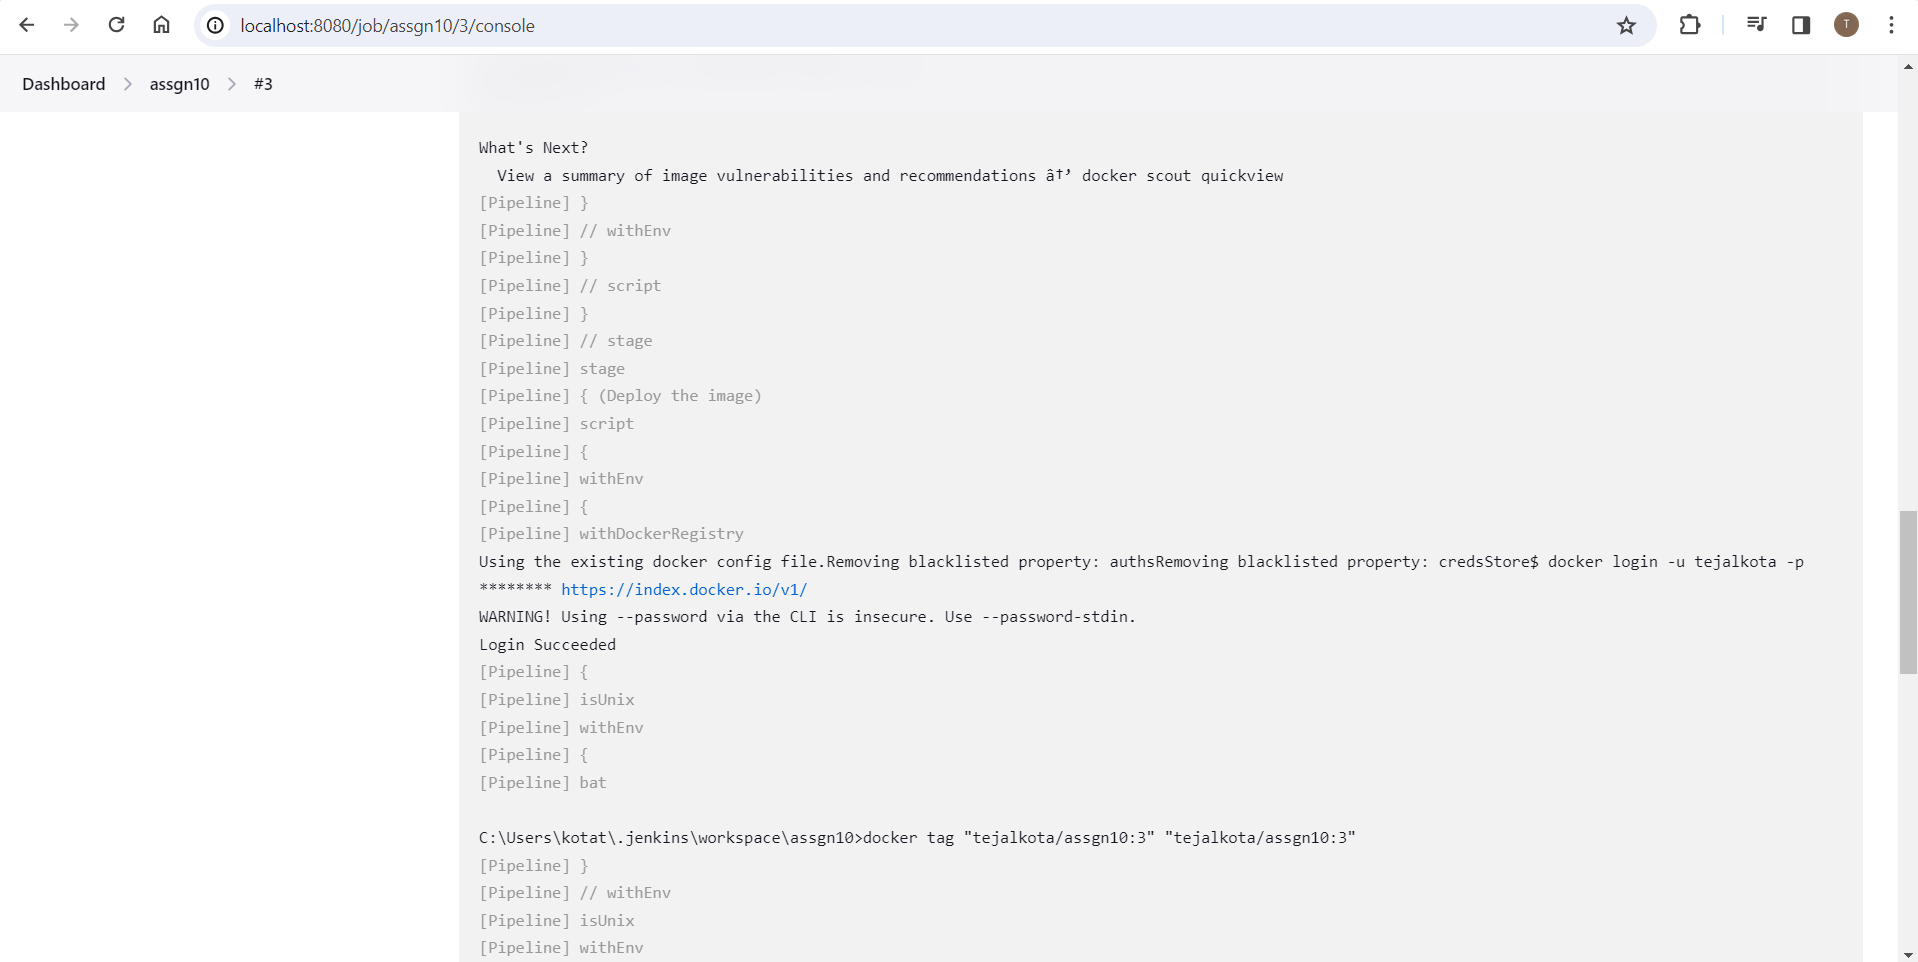 localhost:8080/job/assgn10/3/console
T
Dashboard > assgn10 > #3
What's Next?
View a summary of image vulnerabilities and recommendations â†’ docker scout quickview
[Pipeline] }
[Pipeline] // withEnv
[Pipeline] }
[Pipeline] // script
[Pipeline] }
[Pipeline] // stage
[Pipeline] stage
[Pipeline] { (Deploy the image)
[Pipeline] script
[Pipeline] {
[Pipeline] withEnv
[Pipeline] {
[Pipeline] withDockerRegistry
Using the existing docker config file.Removing blacklisted property: authsRemoving blacklisted property: credsStore$ docker login -u tejalkota -p
******** https://index.docker.io/v1/
WARNING! Using --password via the CLI is insecure. Use --password-stdin.
Login Succeeded
[Pipeline] {
[Pipeline] isUnix
[Pipeline] withEnv
[Pipeline] {
[Pipeline] bat
C:\Users\kotat\.jenkins\workspace\assgn10>docker tag "tejalkota/assgn10:3" "tejalkota/assgn10:3"
[Pipeline] }
[Pipeline] // withEnv
[Pipeline] isUnix
[Pipeline] withEnv